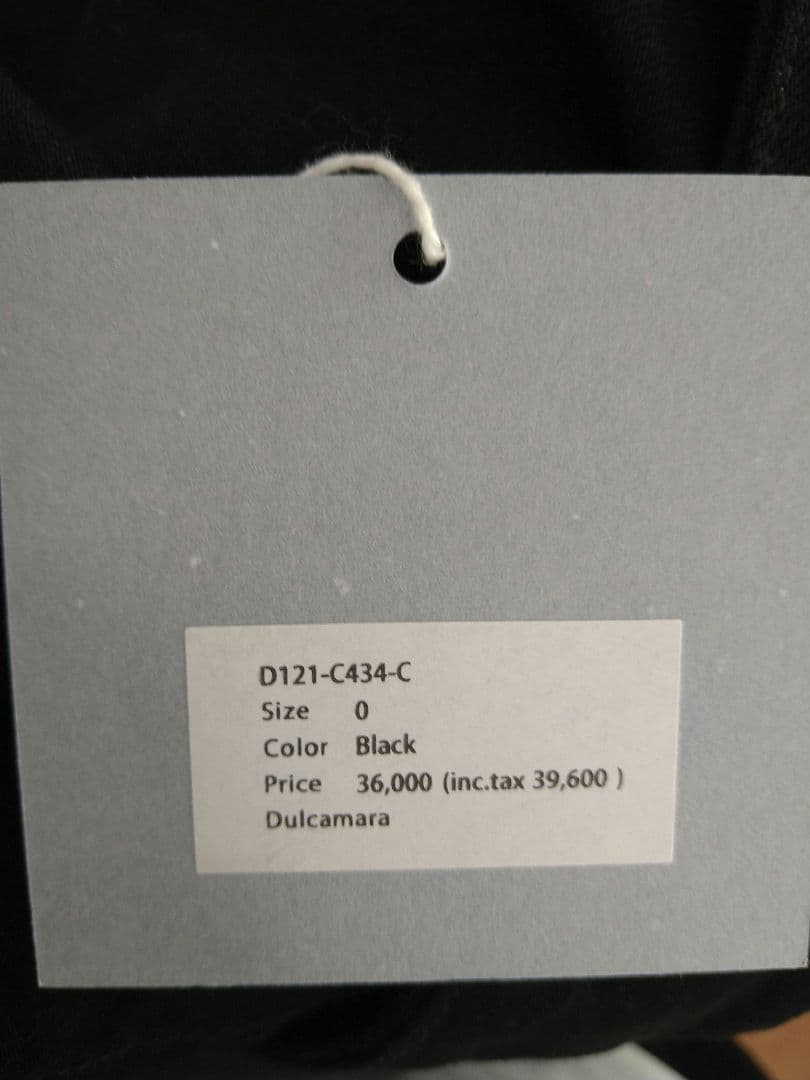 D121-C434-C
Size 0
Color Black
Price 36,000 (inc.tax 39,600 )
Dulcamara